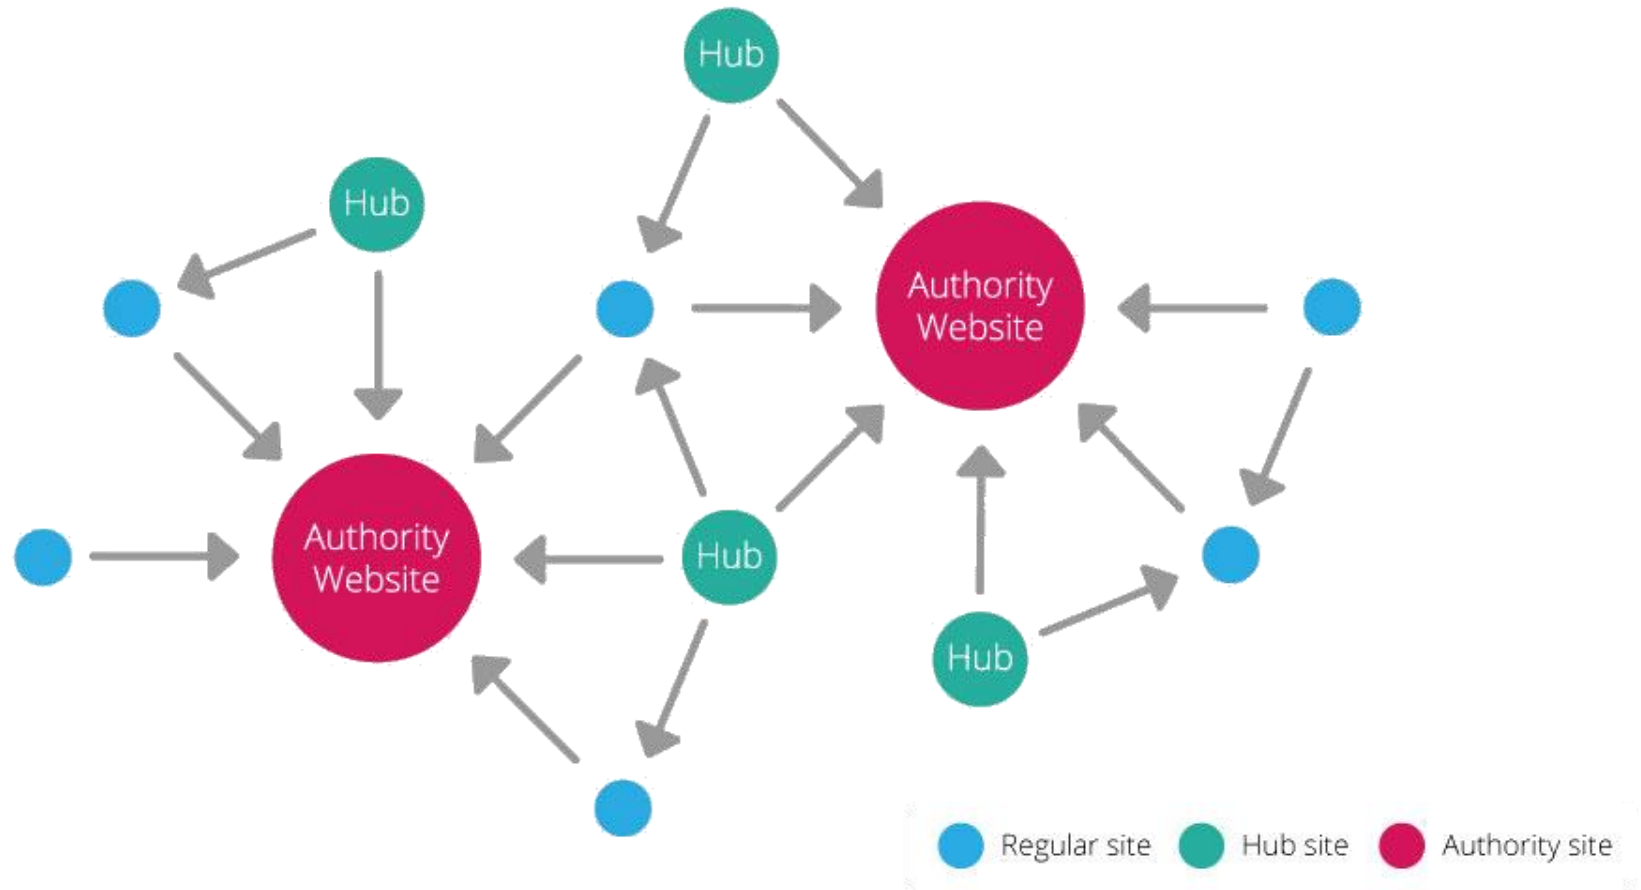 Hub
Hub
Authority
Website
Authority
Website
Hub
Hub
Regular site
Hub site
Authority site